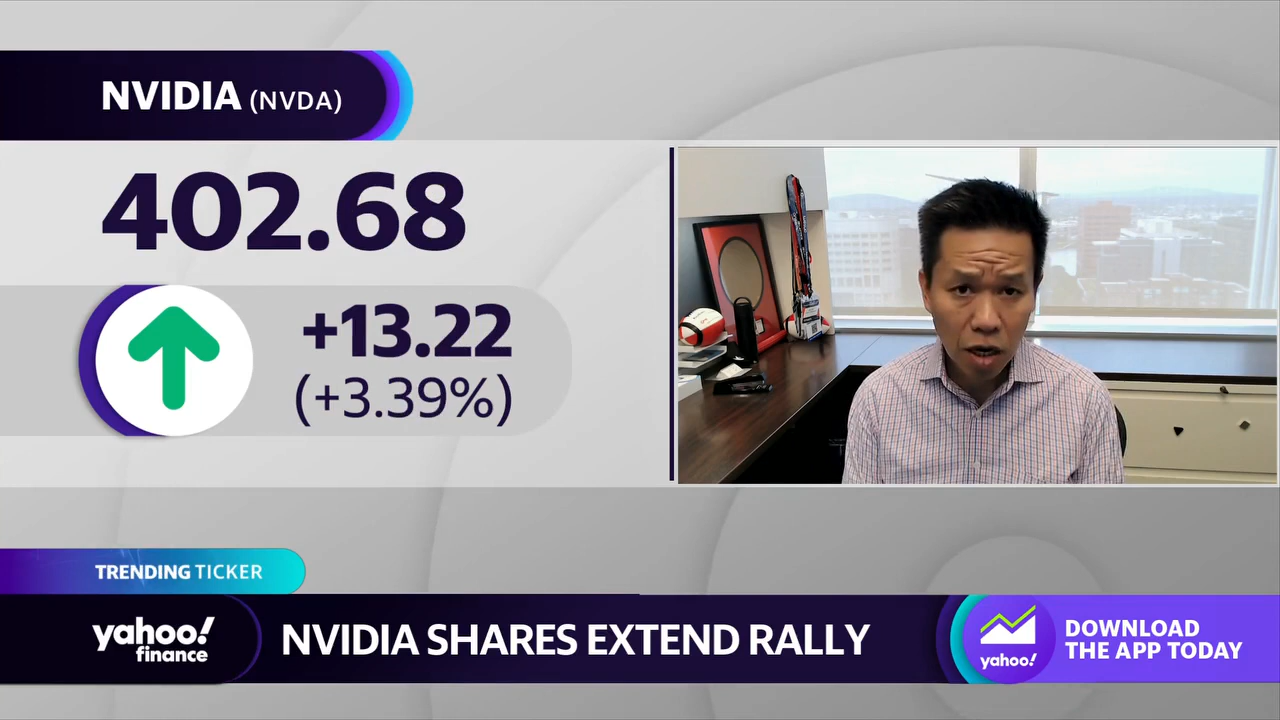 NVIDIA (NVDA)
402.68
+13.22
(+3.39%)
TRENDING TICKER
yahoo!
finance
NVIDIA SHARES EXTEND RALLY
yahoo!
DOWNLOAD
THE APP TODAY